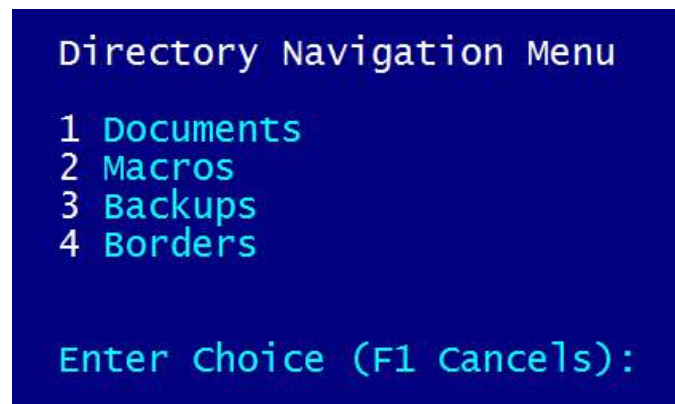 Directory Navigation Menu
1 Documents
2 Macros
3 Backups
4 Borders
Enter Choice (F1 Cancels):